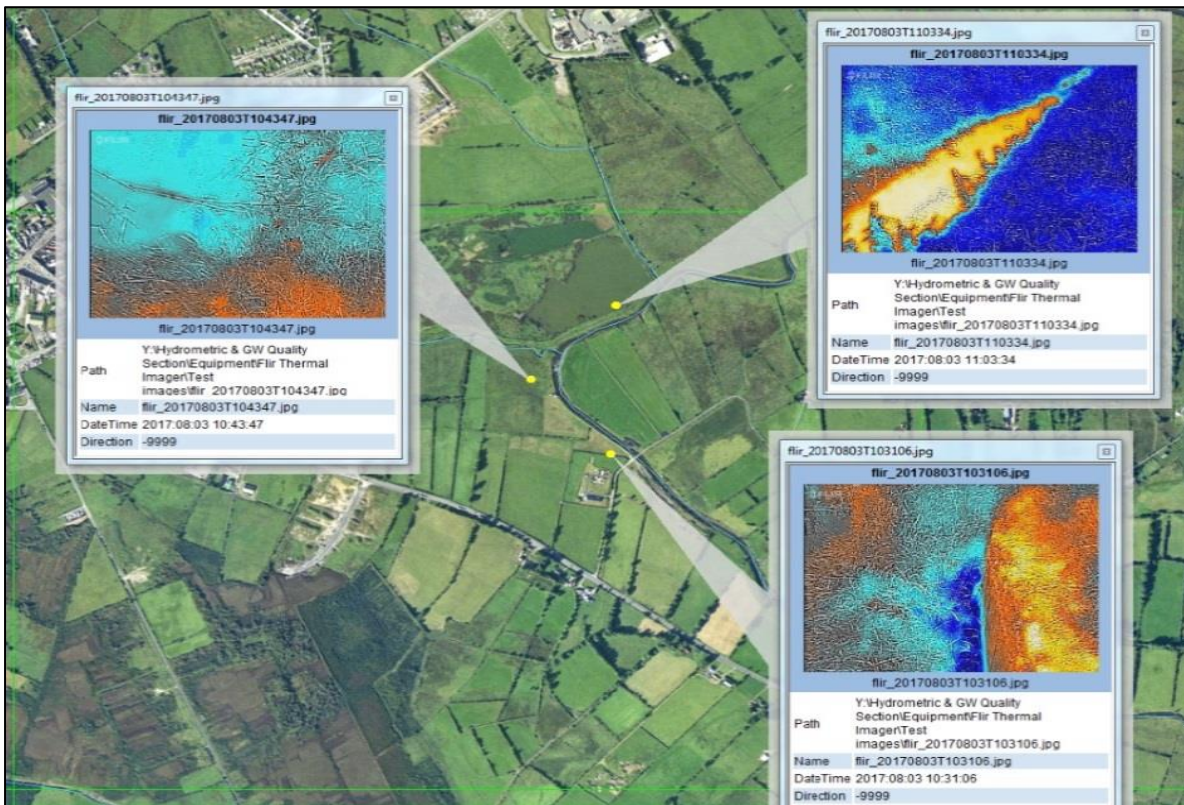 flir_20170803T104347.jpg
flir_20170803T104347.jpg
flir_20170803T104347.jpg
Path
Y:\Hydrometric & GW Quality
Section\Equipment\Flir Thermal
Imager\Test
images\flir_20170803T104347.jpg
Name flir_20170803T104347.jpg
DateTime 2017:08:03 10:43:47
Direction -9999
flir_20170803T110334.jpg
flir_20170803T110334.jpg
flir_20170803T110334.jpg
Path
Y:\Hydrometric & GW Quality
Section\Equipment\Flir Thermal
Imager\Test
images\flir_20170803T110334.jpg
Name flir_20170803T110334.jpg
DateTime 2017:08:03 11:03:34
Direction -9999
flir_20170803T103106.jpg
flir_20170803T103106.jpg
flir_20170803T103106.jpg
Path
Y:\Hydrometric & GW Quality
Section\Equipment\Flir Thermal
Imager\Test
images\flir_20170803T103106.jpg
Name flir_20170803T103106.jpg
DateTime 2017:08:03 10:31:06
Direction -9999